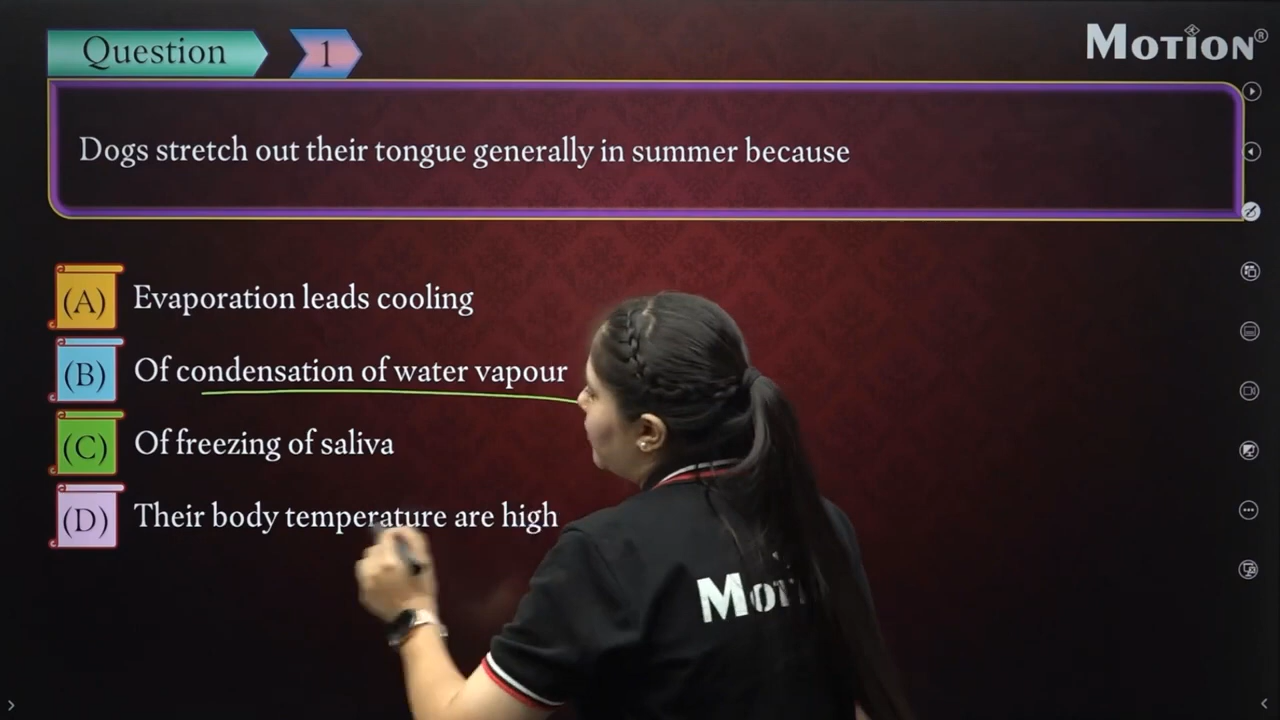 Question 1
MOTION®
Dogs stretch out their tongue generally in summer because
(A) Evaporation leads cooling
(B) Of condensation of water vapour
(C) Of freezing of saliva
(D) Their body temperature are high